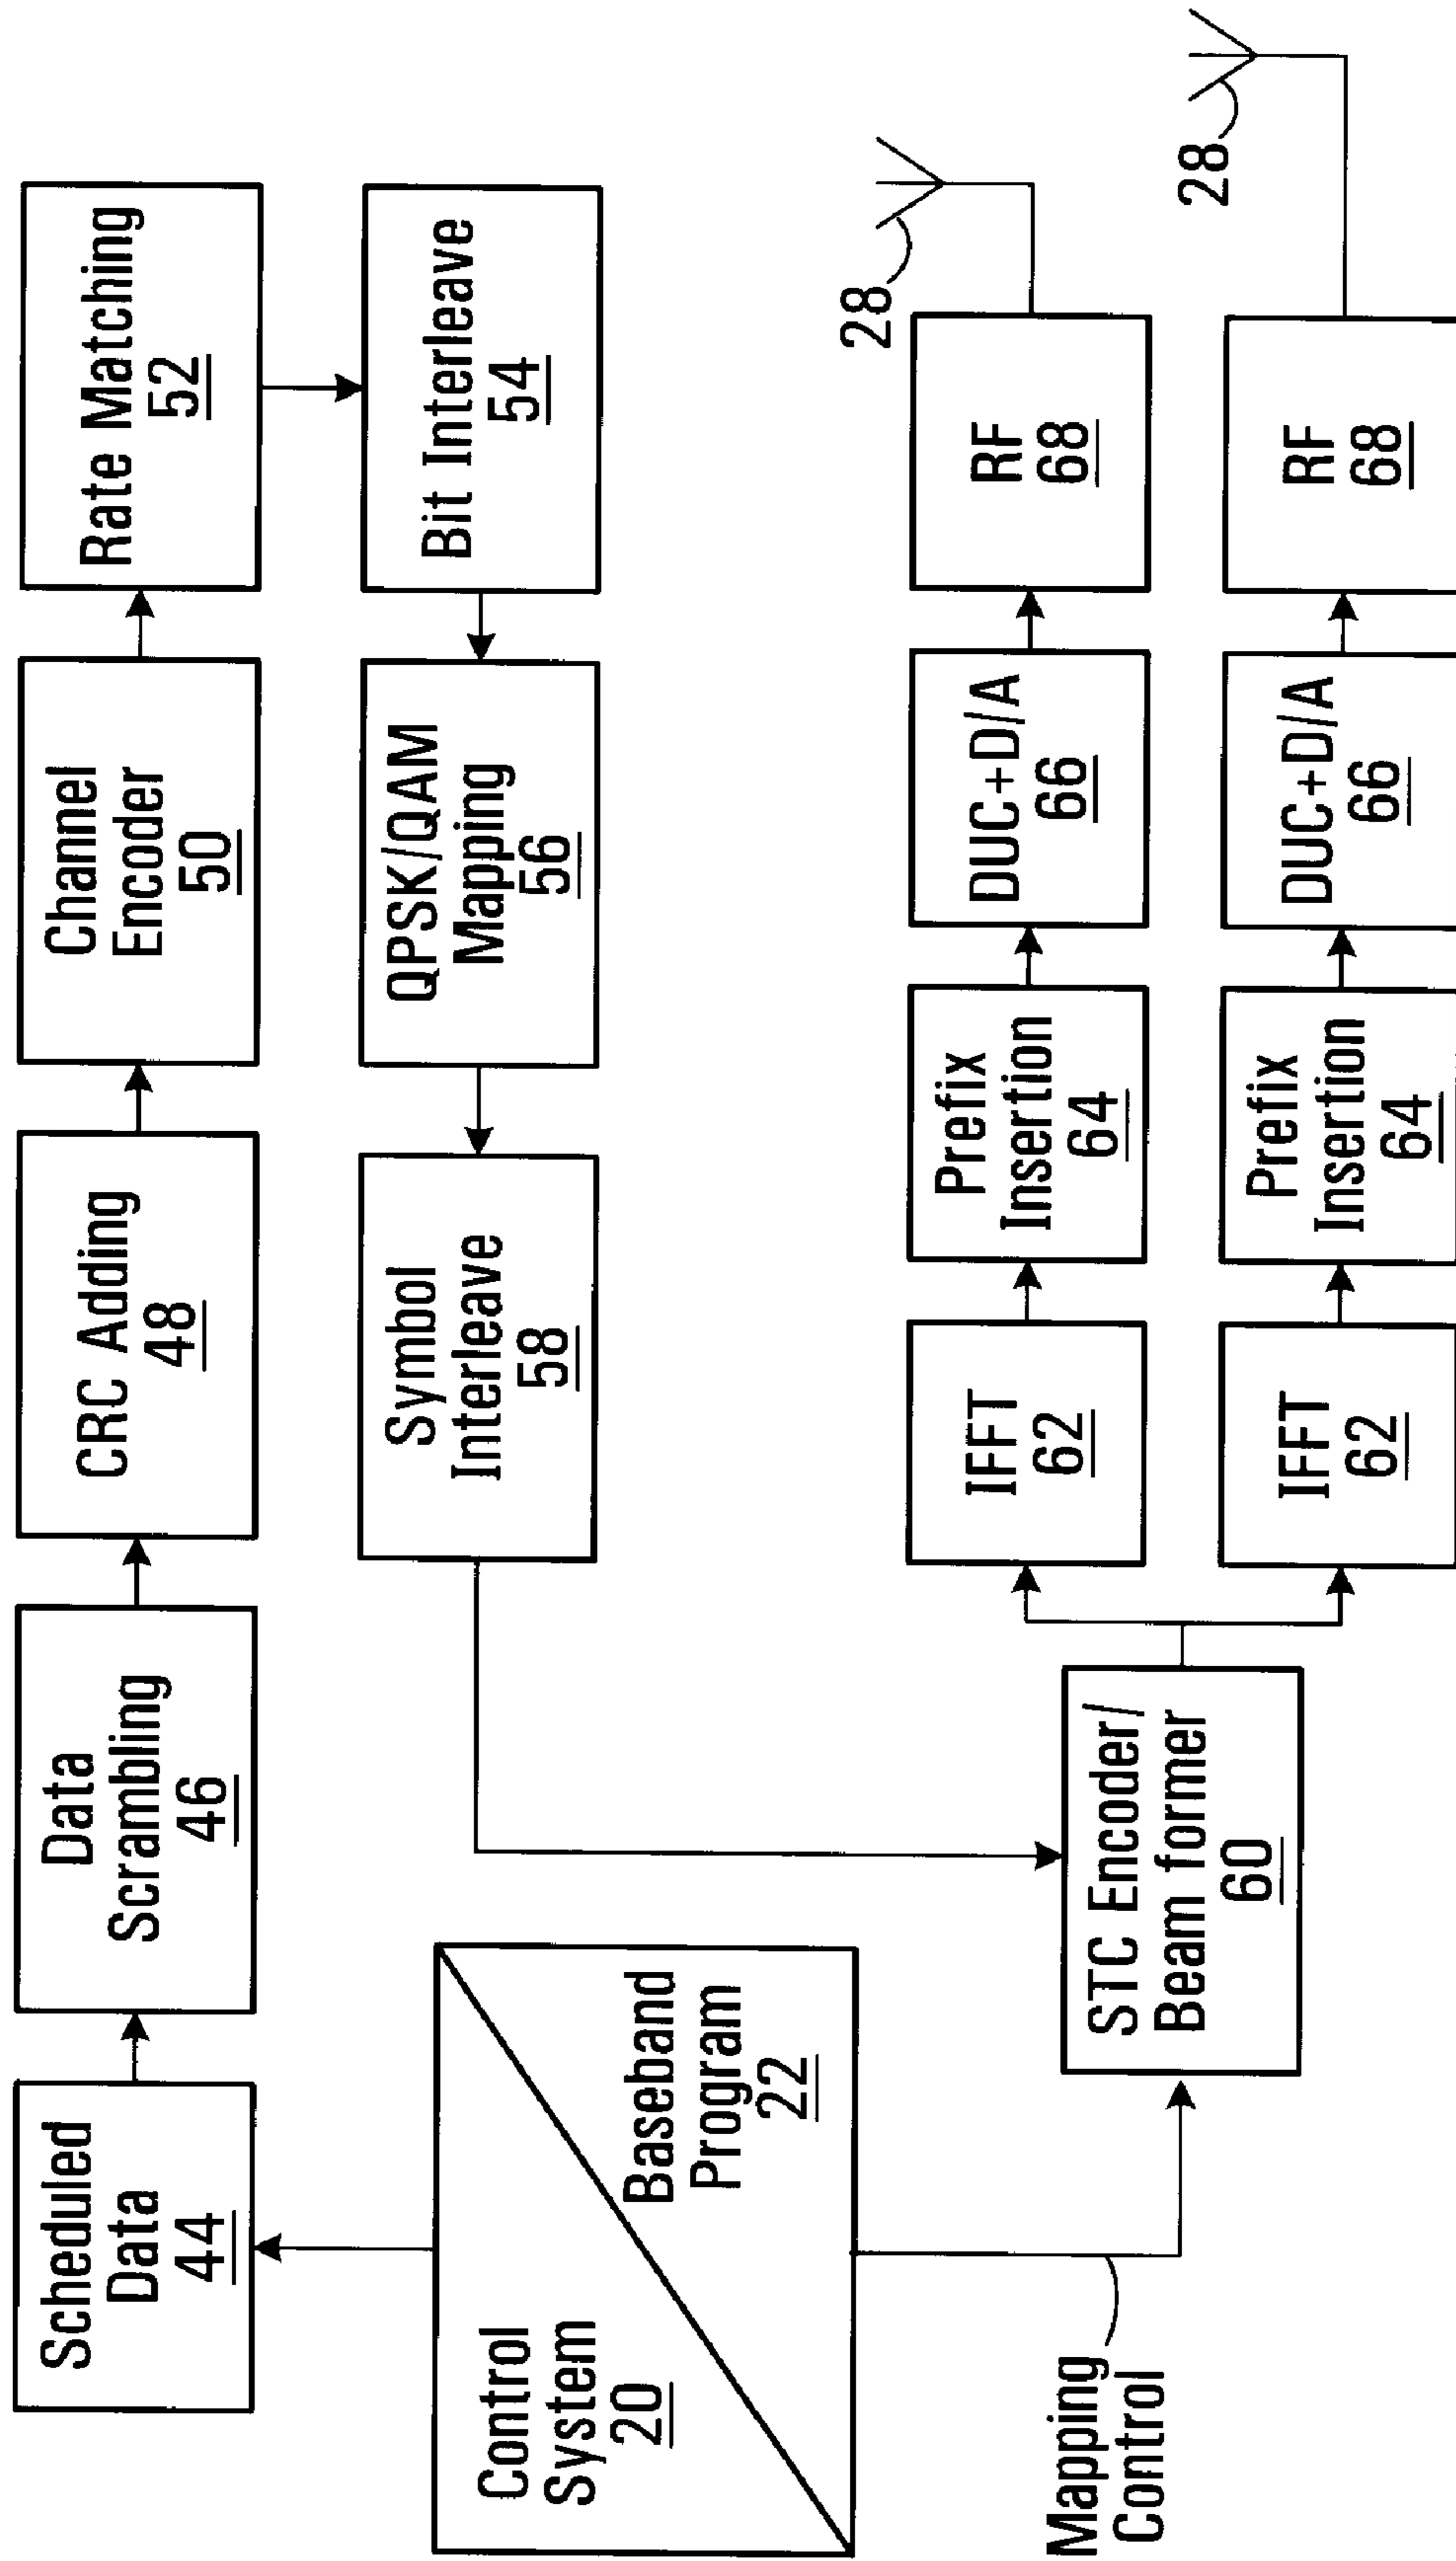 Scheduled
Data
44
Data
Scrambling
46
CRC Adding
48
Channel
Encoder
50
Rate Matching
52
Bit Interleave
54
QPSK/QAM
Mapping
56
Symbol
Interleave
58
Control
System
20
Baseband
Program
22
Mapping
Control
STC Encoder/
Beam former
60
IFFT
62
Prefix
Insertion
64
DUC+D/A
66
RF
68
28
IFFT
62
Prefix
Insertion
64
DUC+D/A
66
RF
68
28